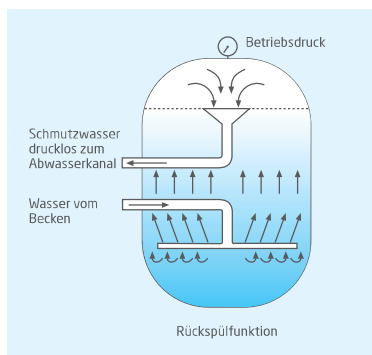 Betriebsdruck
Schmutzwasser
drucklos zum
Abwasserkanal
Wasser vom
Becken
Rückspülfunktion